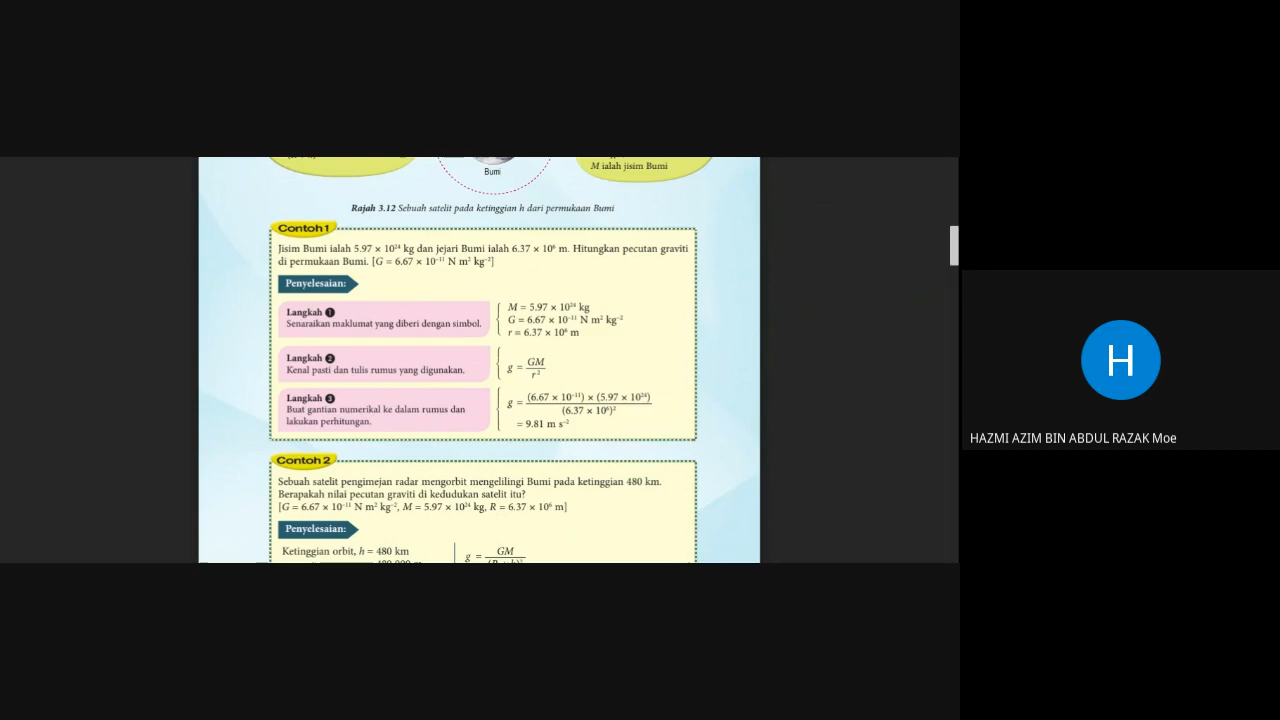 M ialah jisim Bumi
Bumi
Rajah 3.12 Sebuah satelit pada ketinggian h dari permukaan Bumi
Contoh 1
Jisim Bumi ialah 5.97 × 10²⁴ kg dan jejari Bumi ialah 6.37 × 10⁶ m. Hitungkan pecutan graviti
di permukaan Bumi. [G = 6.67 × 10⁻¹¹ N m² kg⁻²]
Penyelesaian:
Langkah ❶
Senaraikan maklumat yang diberi dengan simbol.
M = 5.97 × 10²⁴ kg
G = 6.67 × 10⁻¹¹ N m² kg⁻²
r = 6.37 × 10⁶ m
Langkah ❷
Kenal pasti dan tulis rumus yang digunakan.
g = GM / r²
Langkah ❸
Buat gantian numerikal ke dalam rumus dan
lakukan perhitungan.
g = (6.67 × 10⁻¹¹) × (5.97 × 10²⁴) / (6.37 × 10⁶)²
= 9.81 m s⁻²
Contoh 2
Sebuah satelit pengimejan radar mengorbit mengelilingi Bumi pada ketinggian 480 km.
Berapakah nilai pecutan graviti di kedudukan satelit itu?
[G = 6.67 × 10⁻¹¹ N m² kg⁻², M = 5.97 × 10²⁴ kg, R = 6.37 × 10⁶ m]
Penyelesaian:
Ketinggian orbit, h = 480 km
g = GM
H
HAZMI AZIM BIN ABDUL RAZAK Moe